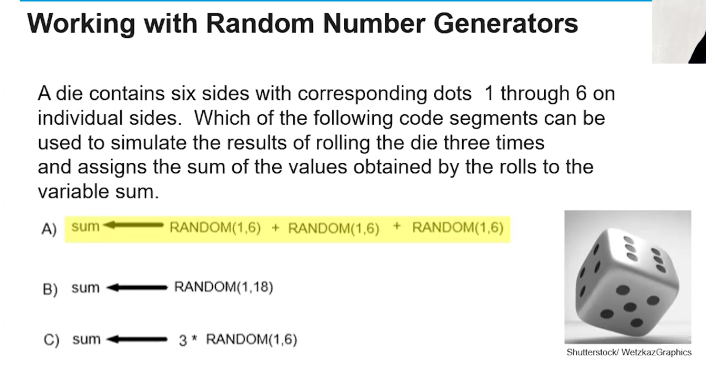 Working with Random Number Generators
A die contains six sides with corresponding dots 1 through 6 on
individual sides. Which of the following code segments can be
used to simulate the results of rolling the die three times
and assigns the sum of the values obtained by the rolls to the
variable sum.
A) sum ← RANDOM(1,6) + RANDOM(1,6) + RANDOM(1,6)
B) sum ← RANDOM(1,18)
C) sum ← 3 * RANDOM(1,6)
Shutterstock/ WetzkazGraphics